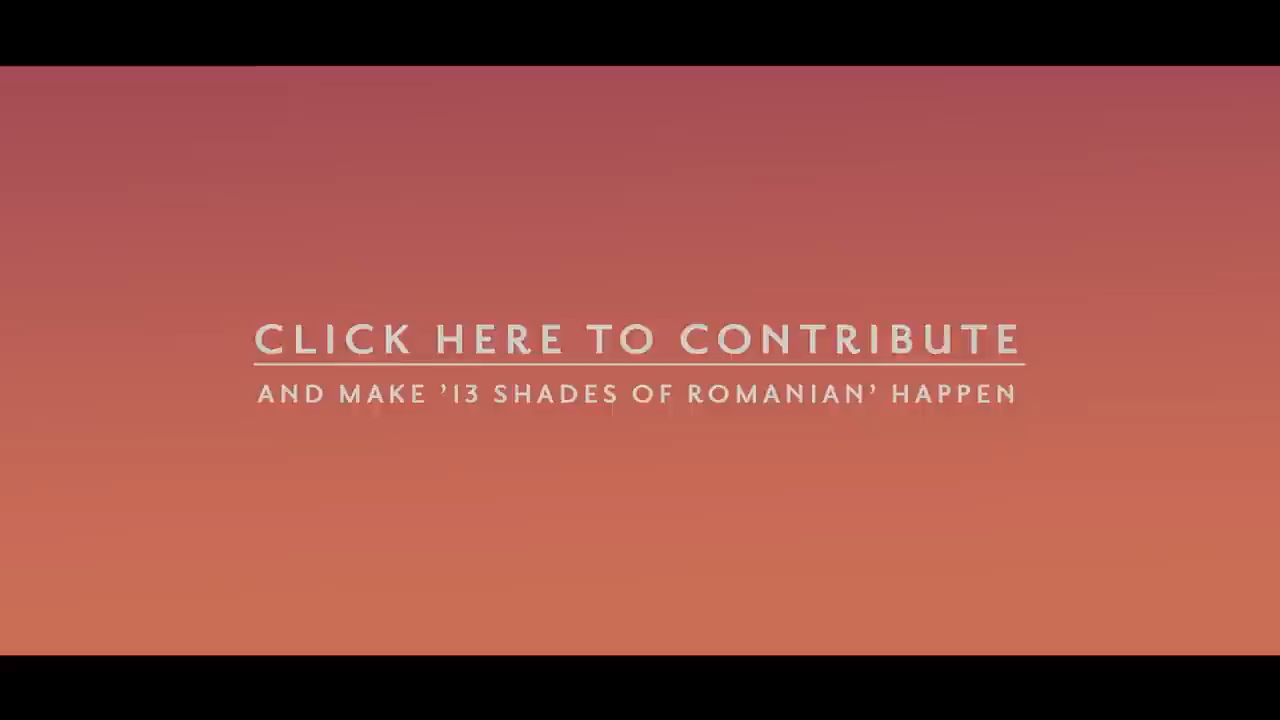 CLICK HERE TO CONTRIBUTE
AND MAKE ’13 SHADES OF ROMANIAN’ HAPPEN